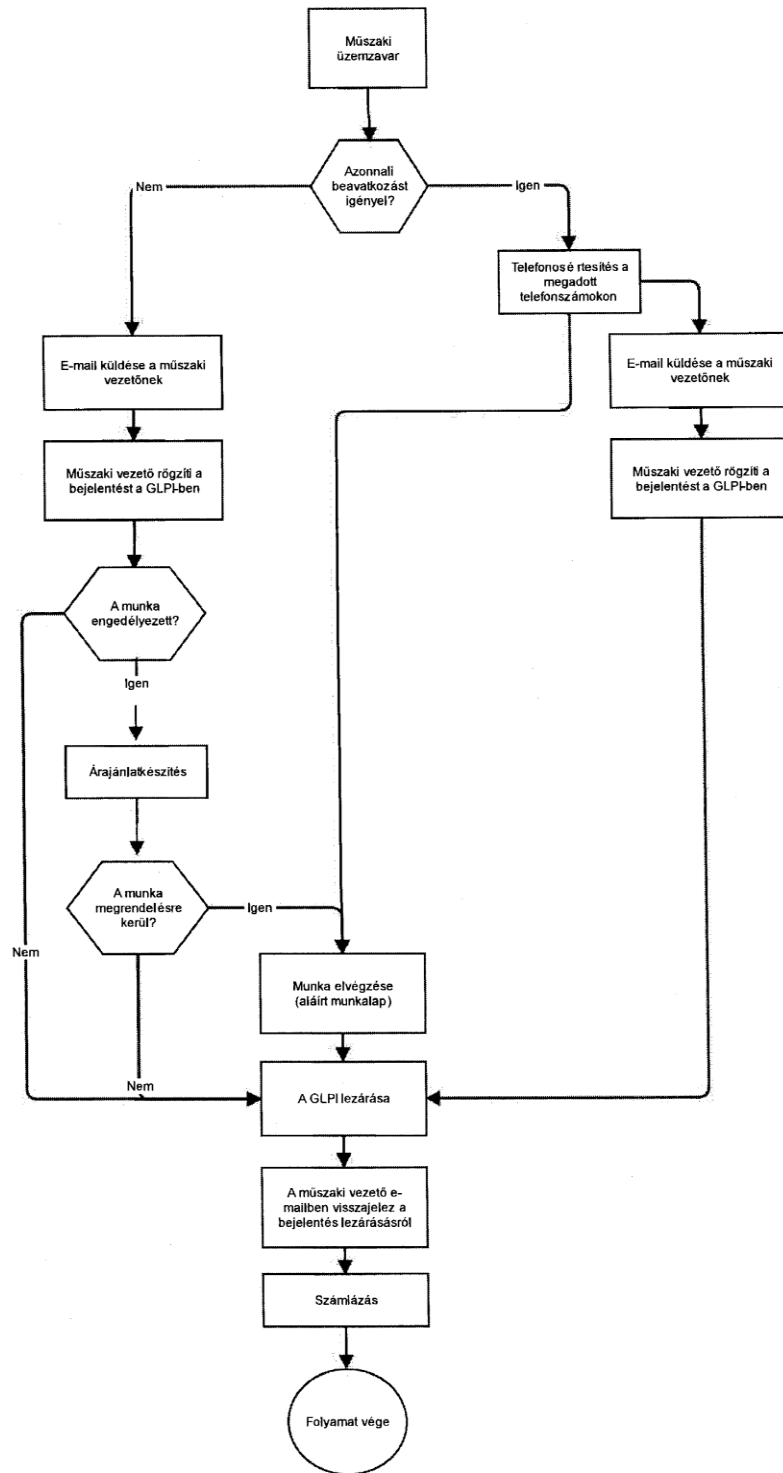 Műszaki
üzemzavar
Azonnali
beavatkozást
igényel?
Nem
Igen
Telefonosé rtesítés a
megadott
telefonszámokon
E-mail küldése a műszaki
vezetőnek
E-mail küldése a műszaki
vezetőnek
Műszaki vezető rögzíti a
bejelentést a GLPI-ben
Műszaki vezető rögzíti a
bejelentést a GLPI-ben
A munka
engedélyezett?
Igen
Árajánlatkészítés
A munka
megrendelésre
kerül?
Igen
Nem
Munka elvégzése
(aláírt munkalap)
Nem
A GLPI lezárása
A műszaki vezető e-
mailben visszajelez a
bejelentés lezárásásról
Számlázás
Folyamat vége